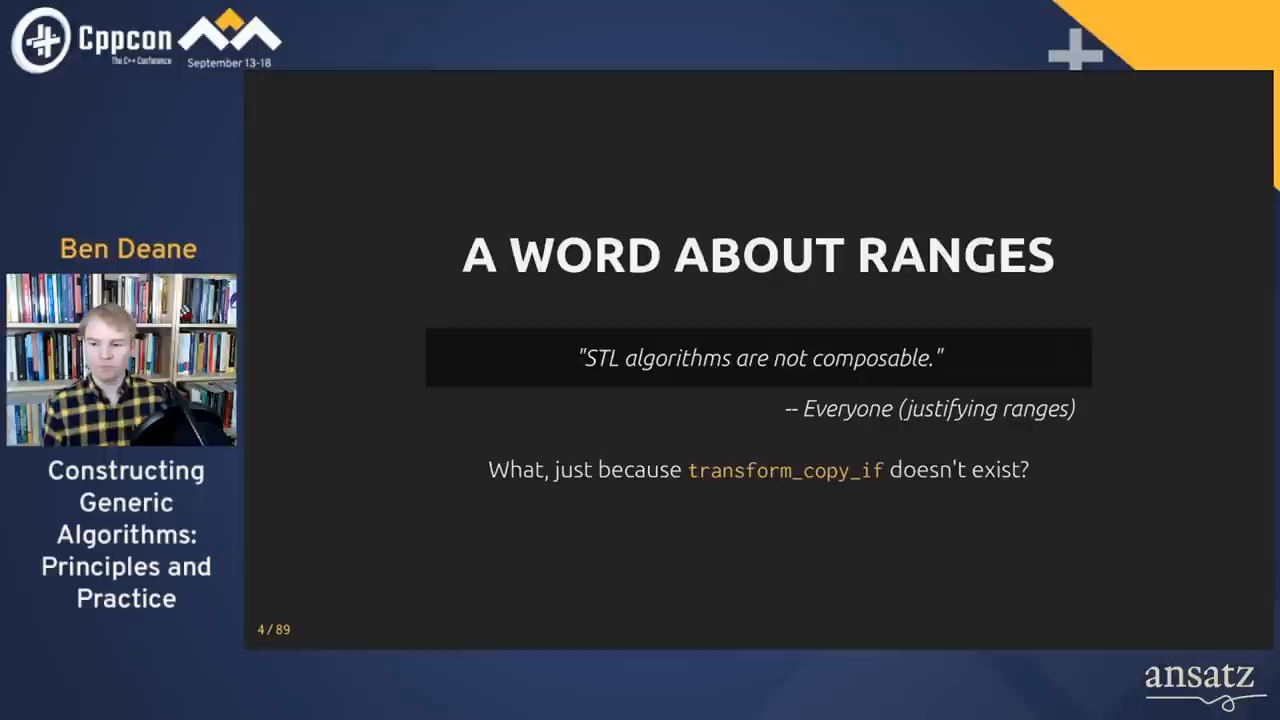 Cppcon
The C++ Conference
September 13-18
Ben Deane
Constructing
Generic
Algorithms:
Principles and
Practice
A WORD ABOUT RANGES
"STL algorithms are not composable."
-- Everyone (justifying ranges)
What, just because transform_copy_if doesn't exist?
4 / 89
ansatz